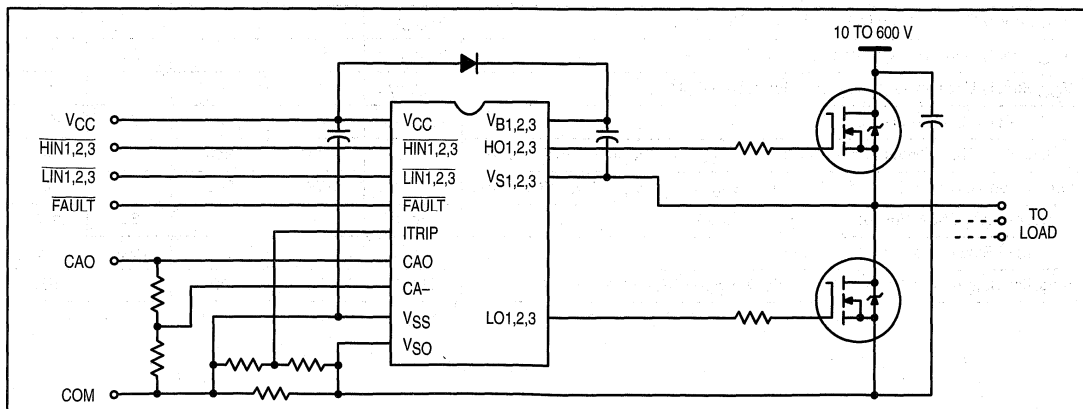 10 TO 600 V
VCC
HIN1,2,3
LIN1,2,3
FAULT
CAO
COM
VCC
HIN1,2,3
LIN1,2,3
FAULT
ITRIP
CAO
CA–
VSS
VSO
VB1,2,3
HO1,2,3
VS1,2,3
LO1,2,3
TO
LOAD